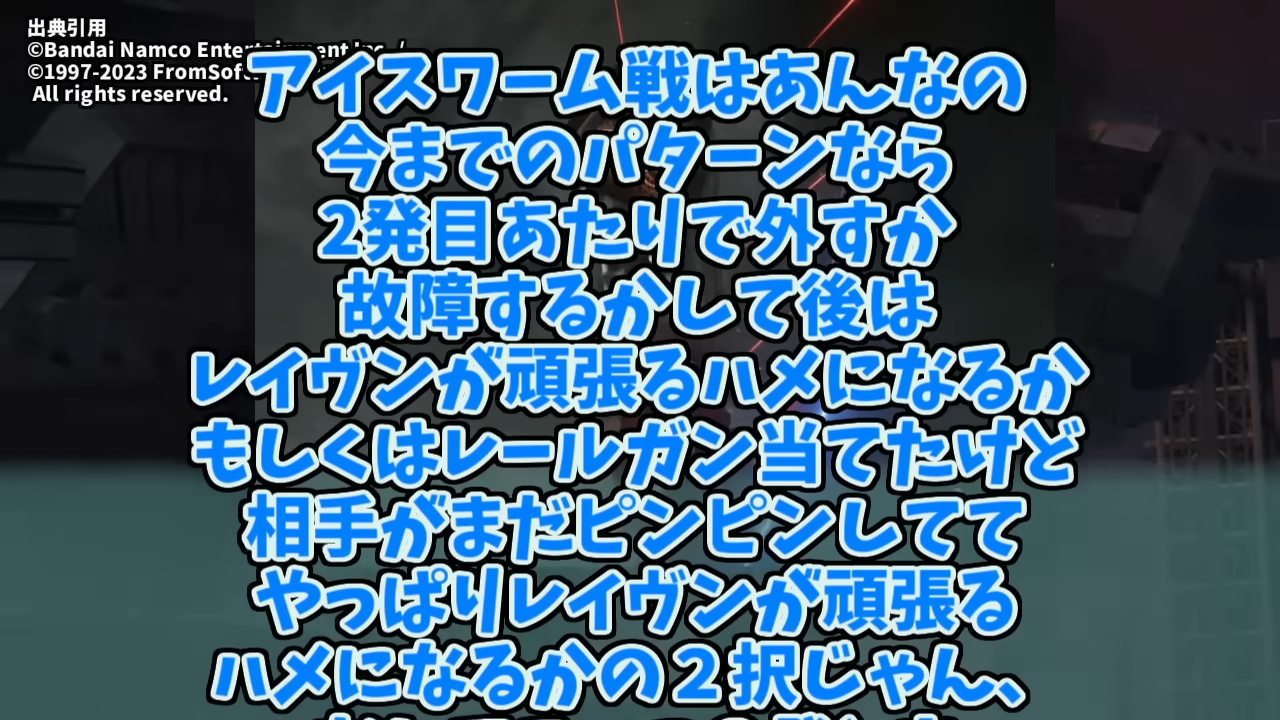 出典引用
©Bandai Namco Entertainment Inc. /
©1997-2023 FromSof
All rights reserved.
アイスワーム戦はあんなの
今までのパターンなら
2発目あたりで外すか
故障するかして後は
レイヴンが頑張るハメになるか
もしくはレールガン当てたけど
相手がまだピンピンしてて
やっぱりレイヴンが頑張る
ハメになるかの２択じゃん、